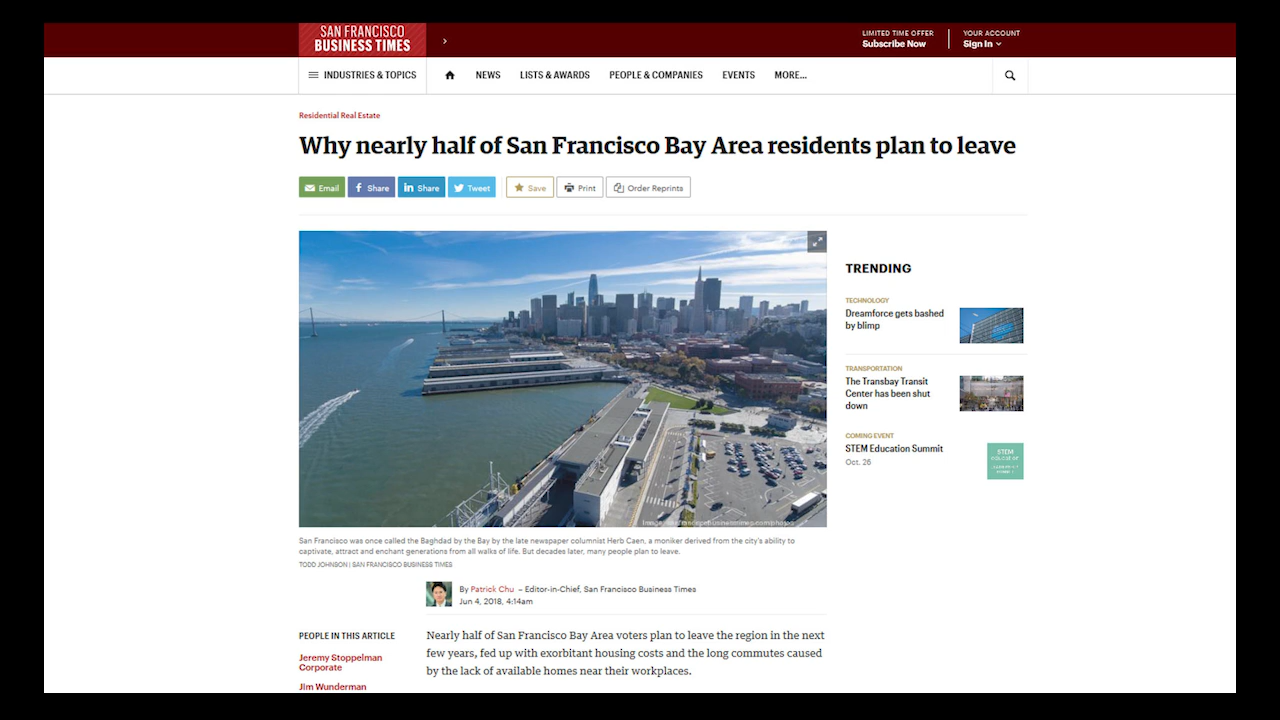 SAN FRANCISCO
BUSINESS TIMES
LIMITED TIME OFFER
Subscribe Now
YOUR ACCOUNT
Sign In
INDUSTRIES & TOPICS
NEWS
LISTS & AWARDS
PEOPLE & COMPANIES
EVENTS
MORE...
Residential Real Estate
Why nearly half of San Francisco Bay Area residents plan to leave
Email
Share
Share
Tweet
Save
Print
Order Reprints
San Francisco was once called the Baghdad by the Bay by the late newspaper columnist Herb Caen, a moniker derived from the city's ability to
captivate, attract and enchant generations from all walks of life. But decades later, many people plan to leave.
TODD JOHNSON | SAN FRANCISCO BUSINESS TIMES
By Patrick Chu – Editor-in-Chief, San Francisco Business Times
Jun 4, 2018, 4:14am
PEOPLE IN THIS ARTICLE
Jeremy Stoppelman
Corporate
Jim Wunderman
Nearly half of San Francisco Bay Area voters plan to leave the region in the next
few years, fed up with exorbitant housing costs and the long commutes caused
by the lack of available homes near their workplaces.
TRENDING
TECHNOLOGY
Dreamforce gets bashed
by blimp
TRANSPORTATION
The Transbay Transit
Center has been shut
down
COMING EVENT
STEM Education Summit
Oct. 26
STEM